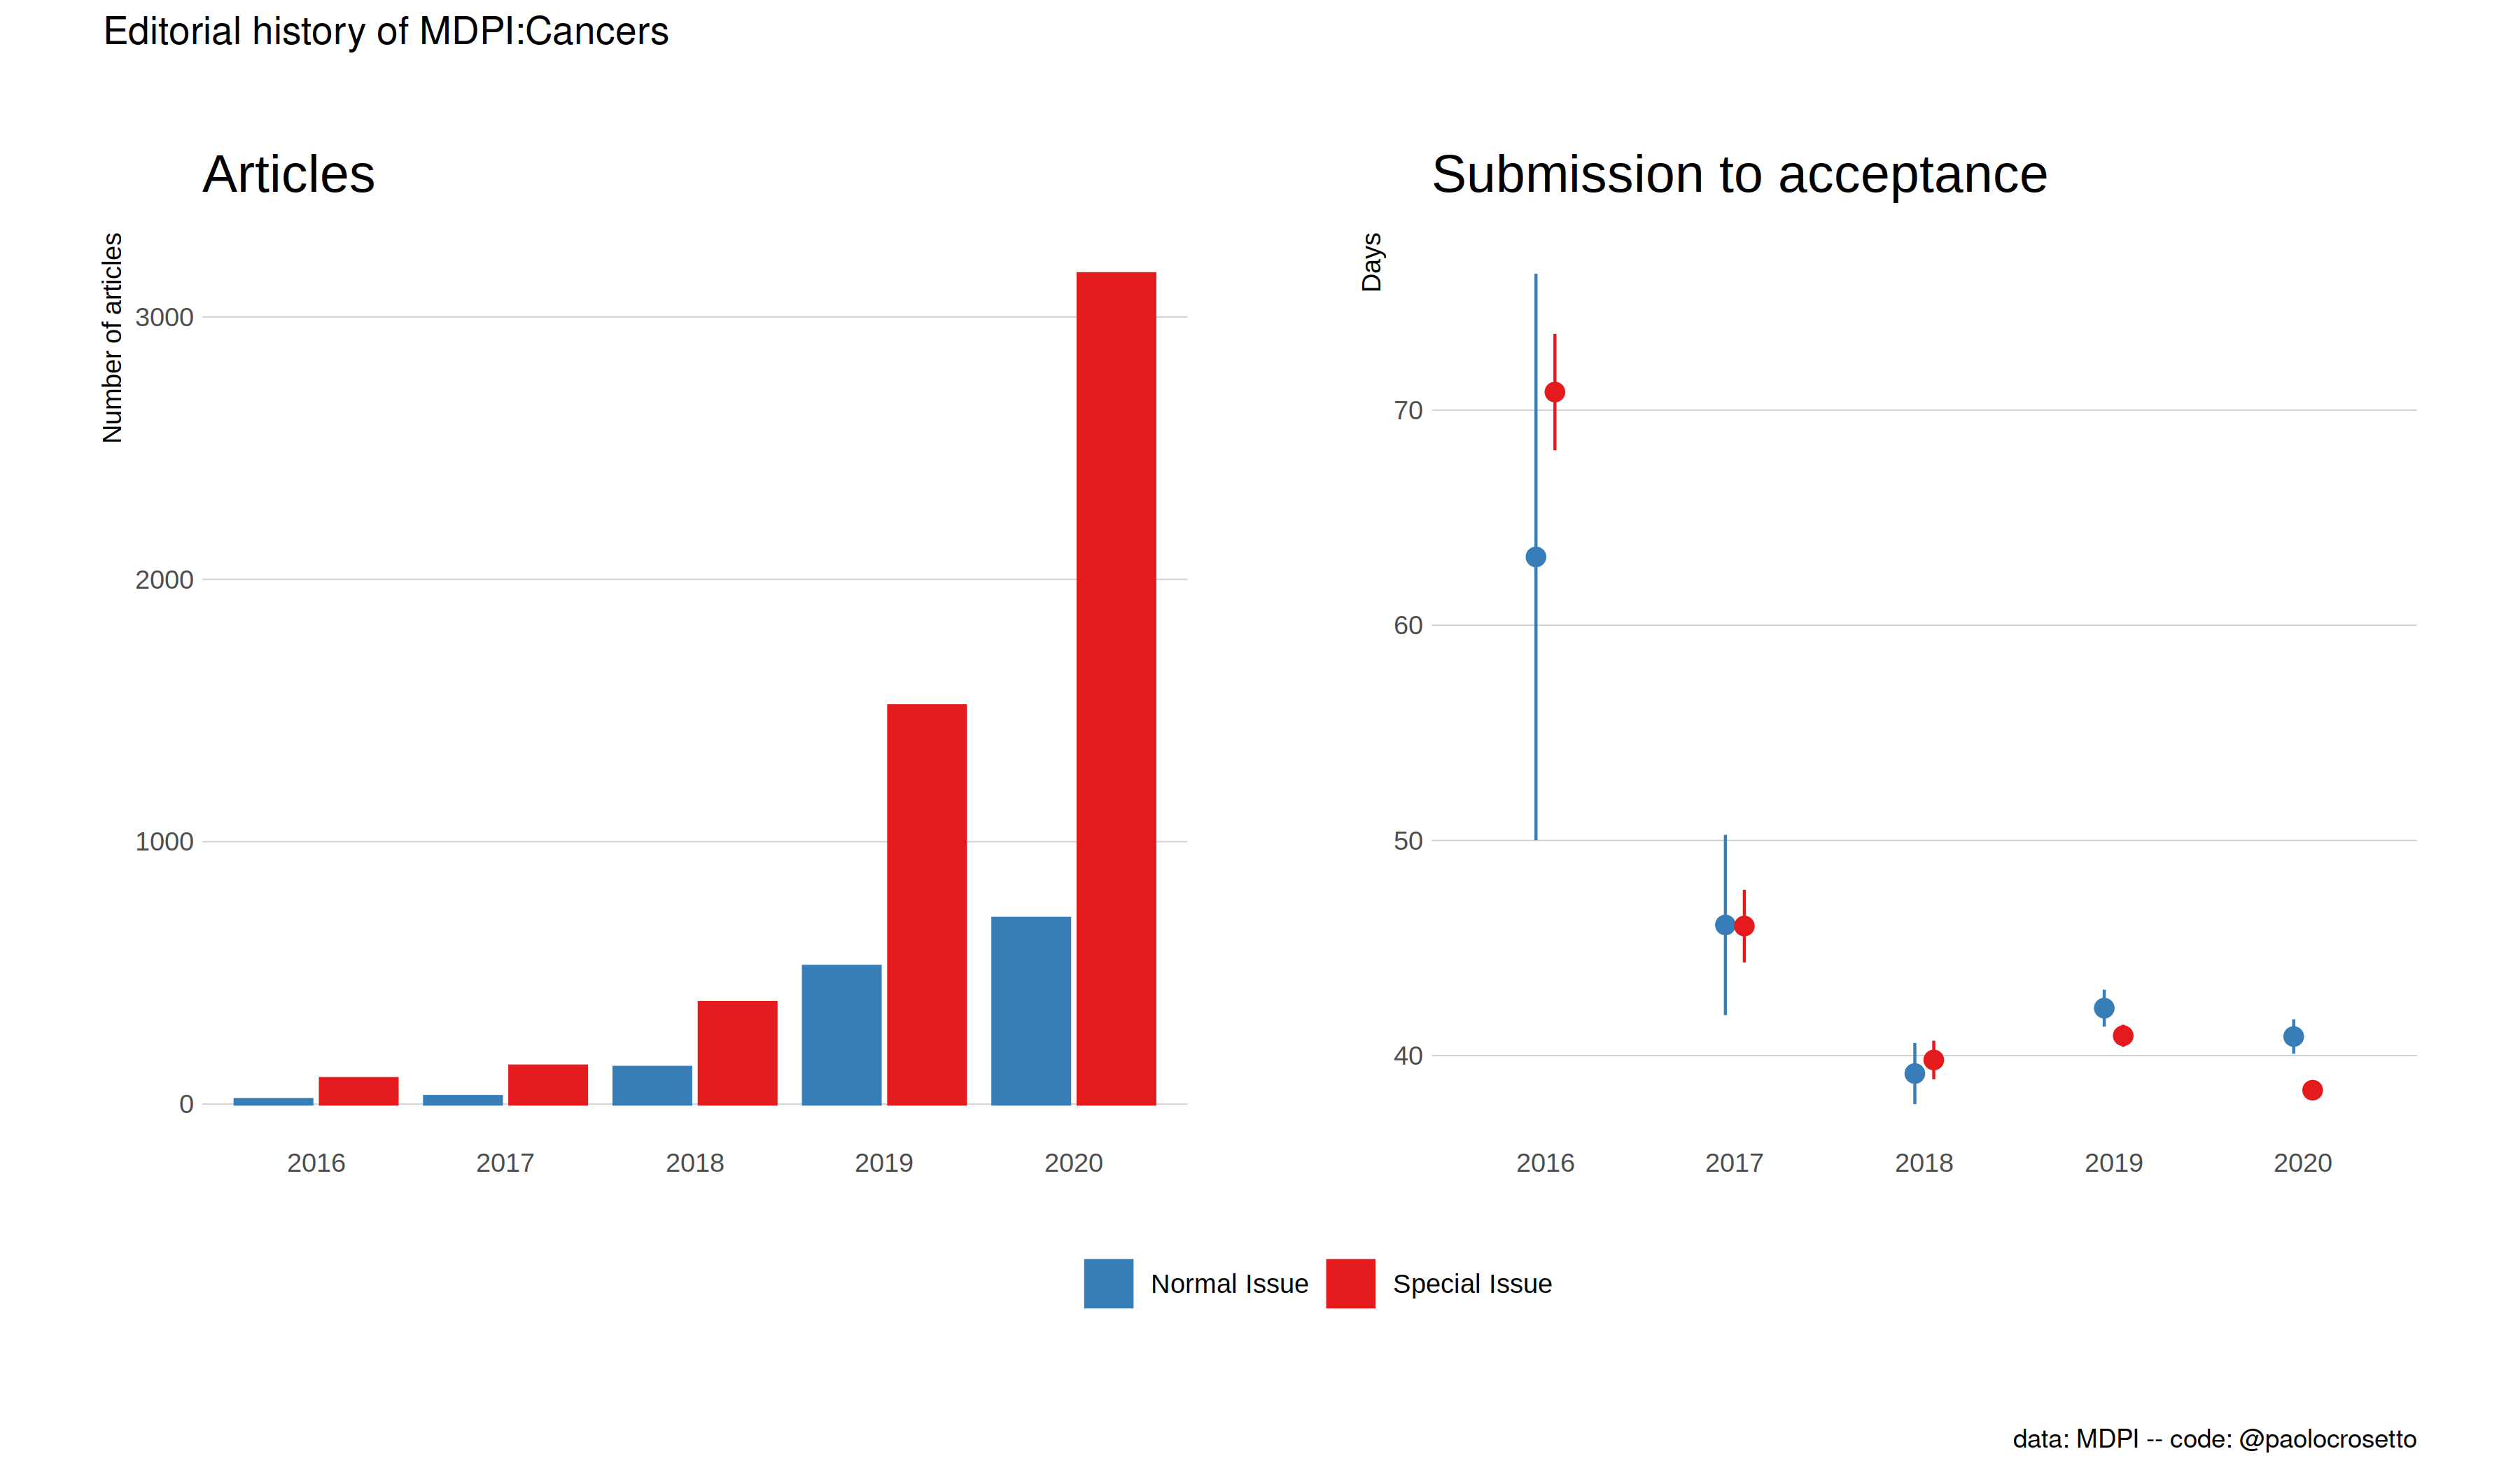 Editorial history of MDPI:Cancers
Articles
Number of articles
3000
2000
1000
0
2016 2017 2018 2019 2020
Submission to acceptance
Days
70
60
50
40
2016 2017 2018 2019 2020
Normal Issue Special Issue
data: MDPI -- code: @paolocrosetto